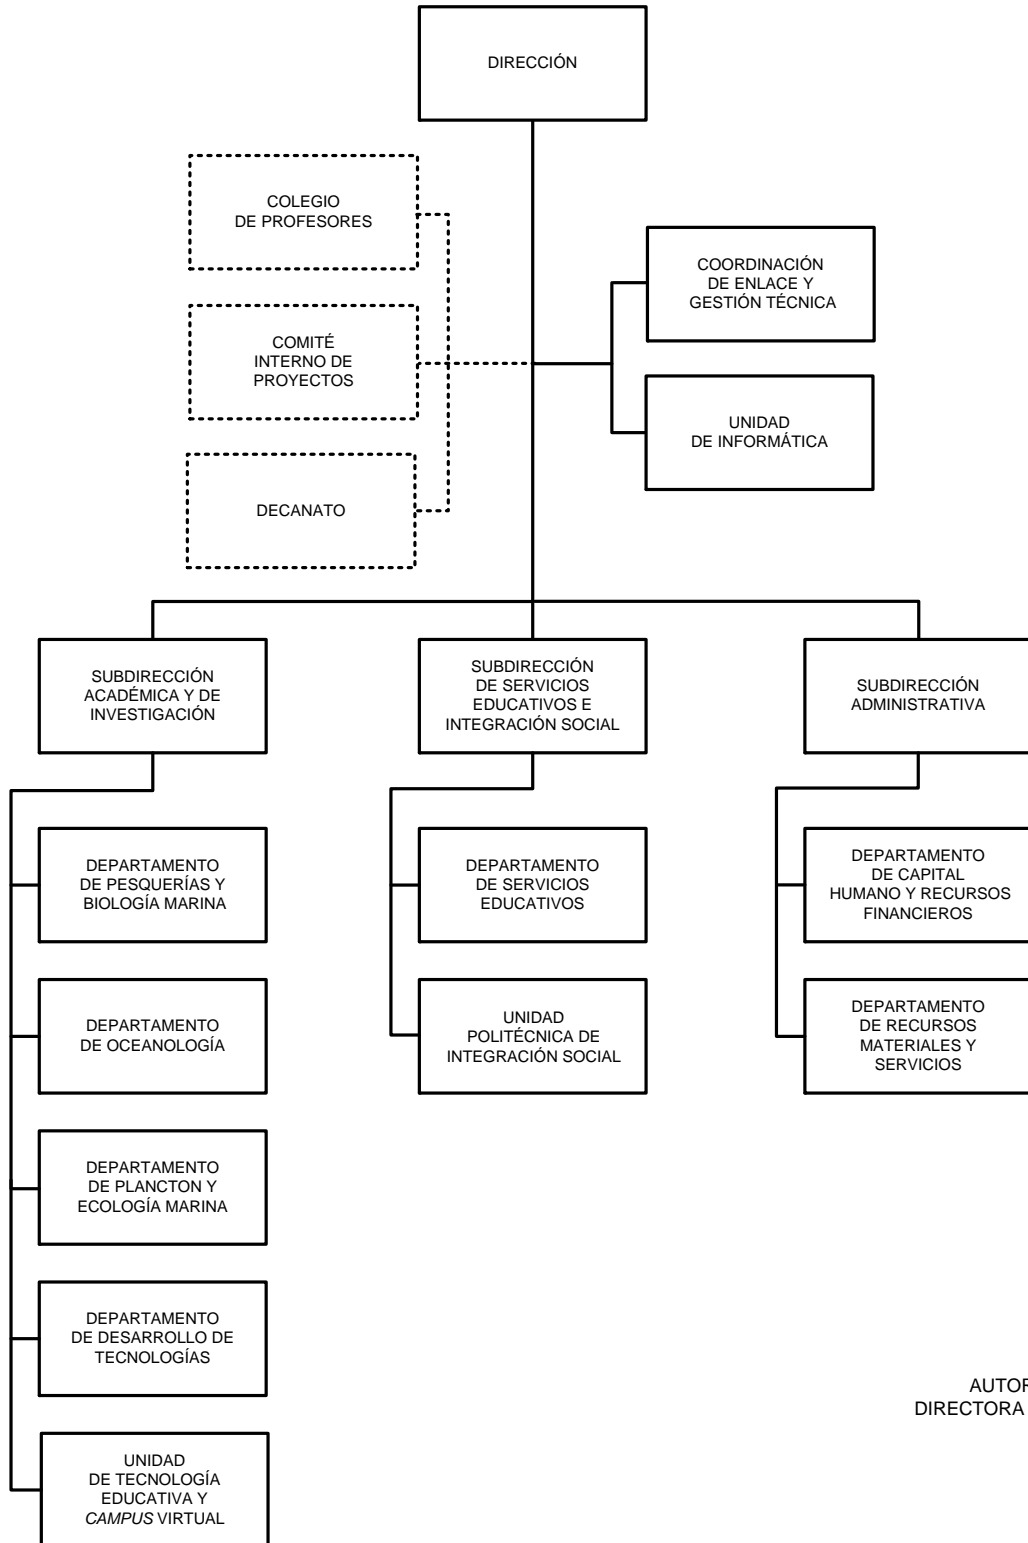 DIRECCIÓN
COLEGIO
DE PROFESORES
COORDINACIÓN
DE ENLACE Y
GESTIÓN TÉCNICA
COMITÉ
INTERNO DE
PROYECTOS
UNIDAD
DE INFORMÁTICA
DECANATO
SUBDIRECCIÓN
ACADÉMICA Y DE
INVESTIGACIÓN
SUBDIRECCIÓN
DE SERVICIOS
EDUCATIVOS E
INTEGRACIÓN SOCIAL
SUBDIRECCIÓN
ADMINISTRATIVA
DEPARTAMENTO
DE PESQUERÍAS Y
BIOLOGÍA MARINA
DEPARTAMENTO
DE SERVICIOS
EDUCATIVOS
DEPARTAMENTO
DE CAPITAL
HUMANO Y RECURSOS
FINANCIEROS
DEPARTAMENTO
DE OCEANOLOGÍA
UNIDAD
POLITÉCNICA DE
INTEGRACIÓN SOCIAL
DEPARTAMENTO
DE RECURSOS
MATERIALES Y
SERVICIOS
DEPARTAMENTO
DE PLANCTON Y
ECOLOGÍA MARINA
DEPARTAMENTO
DE DESARROLLO DE
TECNOLOGÍAS
DIRECTORA
UNIDAD
DE TECNOLOGÍA
EDUCATIVA Y
CAMPUS VIRTUAL